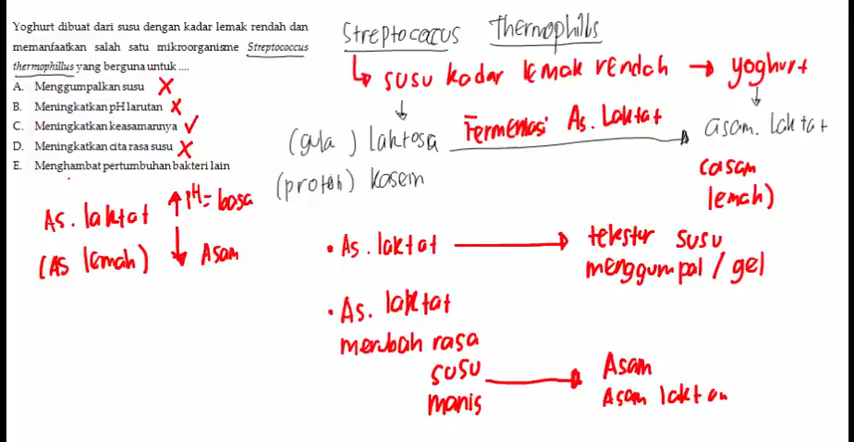 Yoghurt dibuat dari susu dengan kadar lemak rendah dan
memanfaatkan salah satu mikroorganisme Streptococcus
thermophillus yang berguna untuk ....
A. Menggumpalkan susu X
B. Meningkatkan pH larutan X
C. Meningkatkan keasamannya ✓
D. Meningkatkan cita rasa susu X
E. Menghambat pertumbuhan bakteri lain
As. laktat ↑ pH = basa
(As lemah) ↓ Asam
Streptococcus Thermophills
↳ susu kadar lemak rendah → yoghurt
(gula) laktosa Fermentasi As. Laktat → asam. laktat
(protein) kasein
(asam
lemah)
• As. laktat → tekstur susu
menggumpal / gel
• As. laktat
merubah rasa
susu
manis
→ Asam
Asam laktan